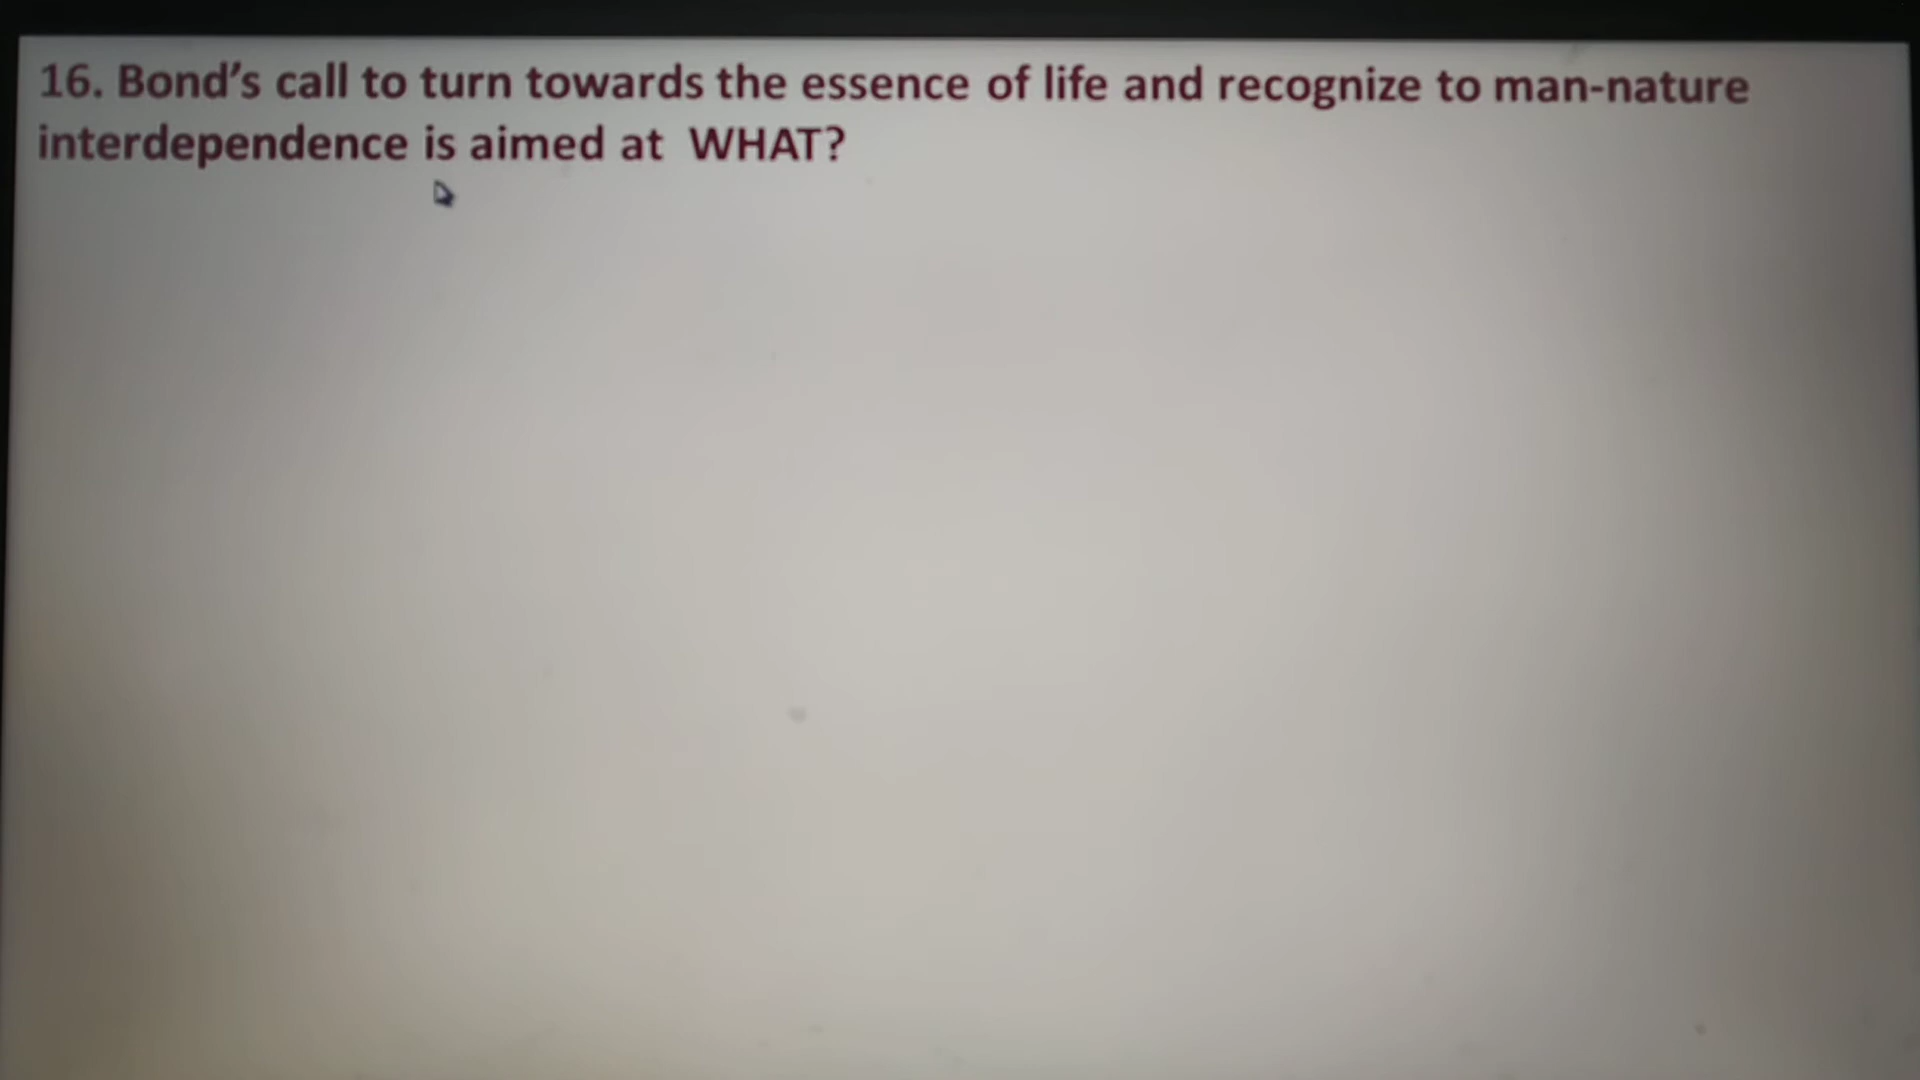 16. Bond's call to turn towards the essence of life and recognize to man-nature
interdependence is aimed at WHAT?